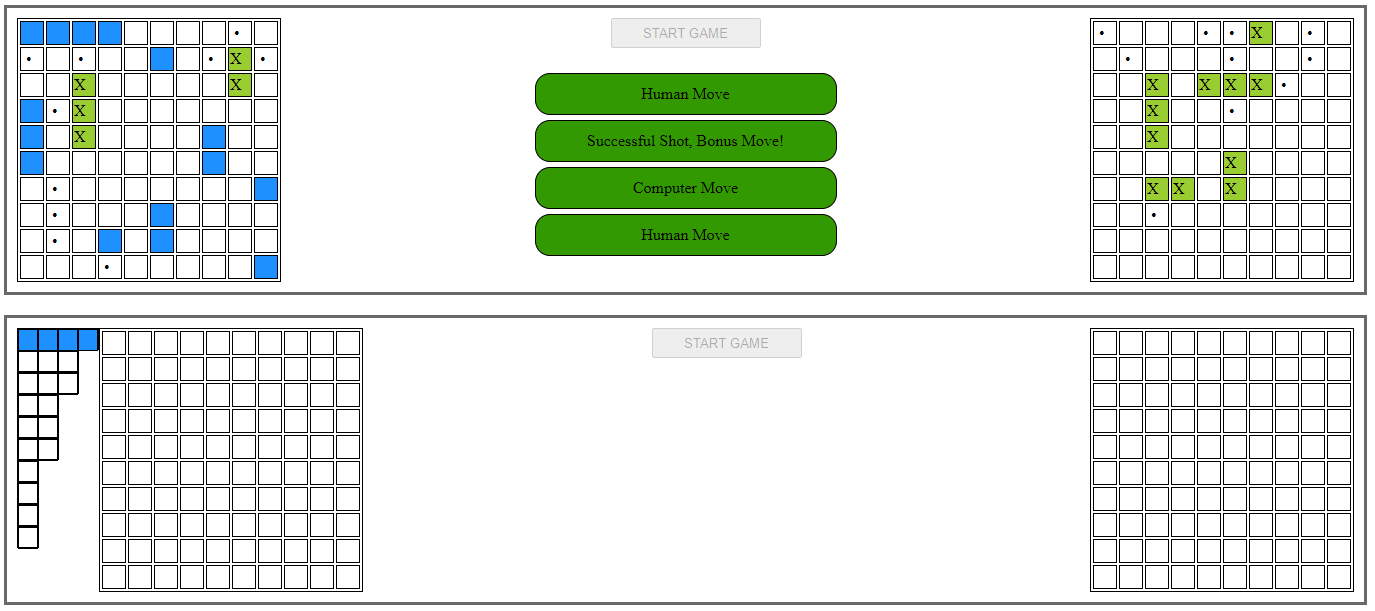 X
X X
X
X
START GAME
Human Move
Successful Shot, Bonus Move!
Computer Move
Human Move
X
X X X X
X
X
X
X X X
START GAME